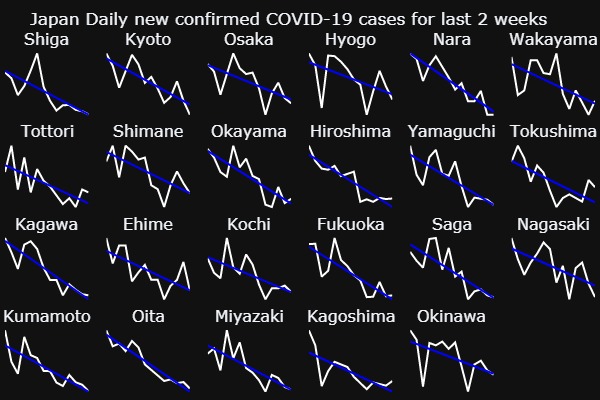 Japan Daily new confirmed COVID-19 cases for last 2 weeks
Shiga Kyoto Osaka Hyogo Nara Wakayama
Tottori Shimane Okayama Hiroshima Yamaguchi Tokushima
Kagawa Ehime Kochi Fukuoka Saga Nagasaki
Kumamoto Oita Miyazaki Kagoshima Okinawa